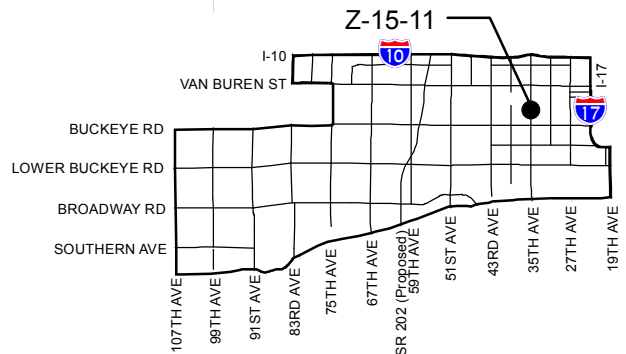 Z-15-11
I-10
10
I-17
VAN BUREN ST
17
BUCKEYE RD
LOWER BUCKEYE RD
BROADWAY RD
SOUTHERN AVE
107TH AVE
99TH AVE
91ST AVE
83RD AVE
75TH AVE
67TH AVE
SR 202 (Proposed)
59TH AVE
51ST AVE
43RD AVE
35TH AVE
27TH AVE
19TH AVE